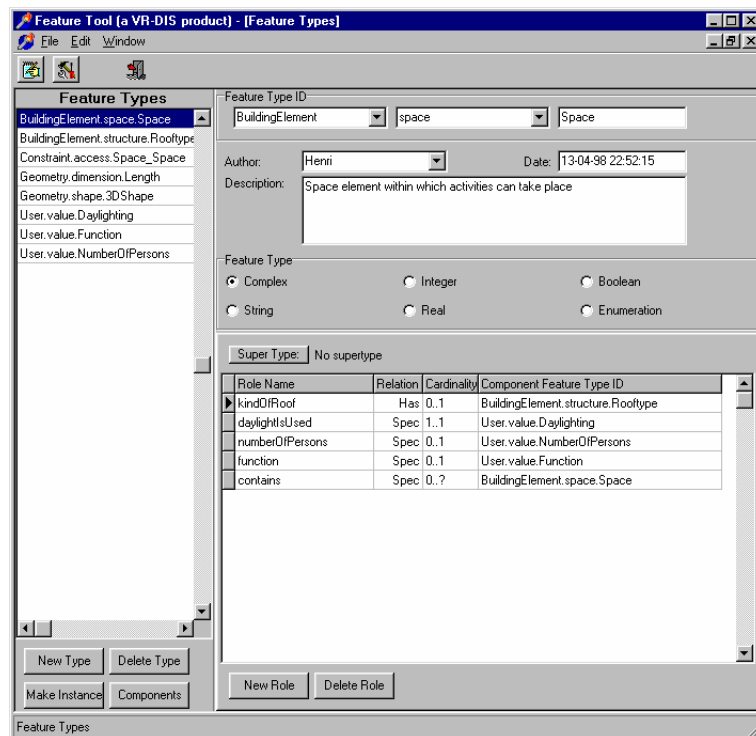 Feature Tool (a VR-DIS product) - [Feature Types]
File Edit Window
Feature Types
BuildingElement.space.Space
BuildingElement.structure.Rooftype
Constraint.access.Space_Space
Geometry.dimension.Length
Geometry.shape.3DShape
User.value.Daylighting
User.value.Function
User.value.NumberOfPersons
New Type Delete Type
Make Instance Components
Feature Type ID
BuildingElement space Space
Author: Henri Date: 13-04-98 22:52:15
Description: Space element within which activities can take place
Feature Type
Complex Integer Boolean
String Real Enumeration
Super Type: No supertype
Role Name Relation Cardinality Component Feature Type ID
kindOfRoof Has 0..1 BuildingElement.structure.Rooftype
daylightIsUsed Spec 1..1 User.value.Daylighting
numberOfPersons Spec 0..1 User.value.NumberOfPersons
function Spec 0..1 User.value.Function
contains Spec 0..? BuildingElement.space.Space
New Role Delete Role
Feature Types